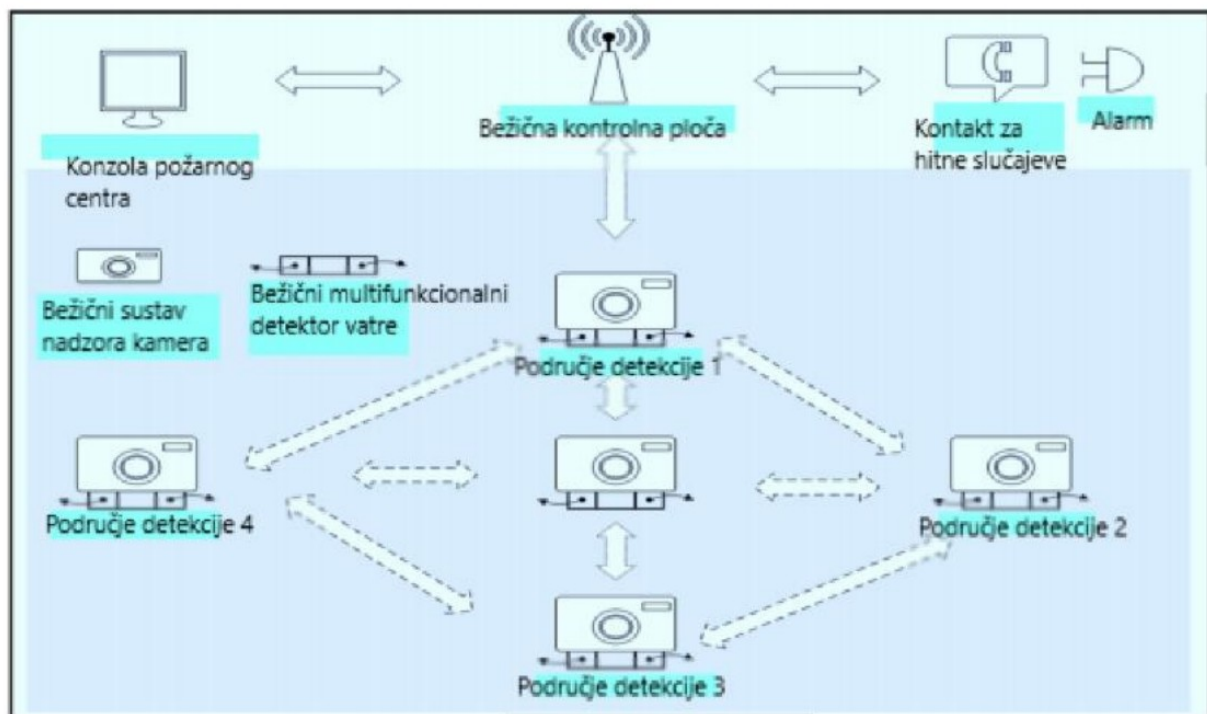 Bežična kontrolna ploča
Kontakt za
hitne slučajeve
Alarm
Konzola požarnog
centra
Bežični sustav
nadzora kamera
Bežični multifunkcionalni
detektor vatre
Područje detekcije 1
Područje detekcije 4
Područje detekcije 2
Područje detekcije 3